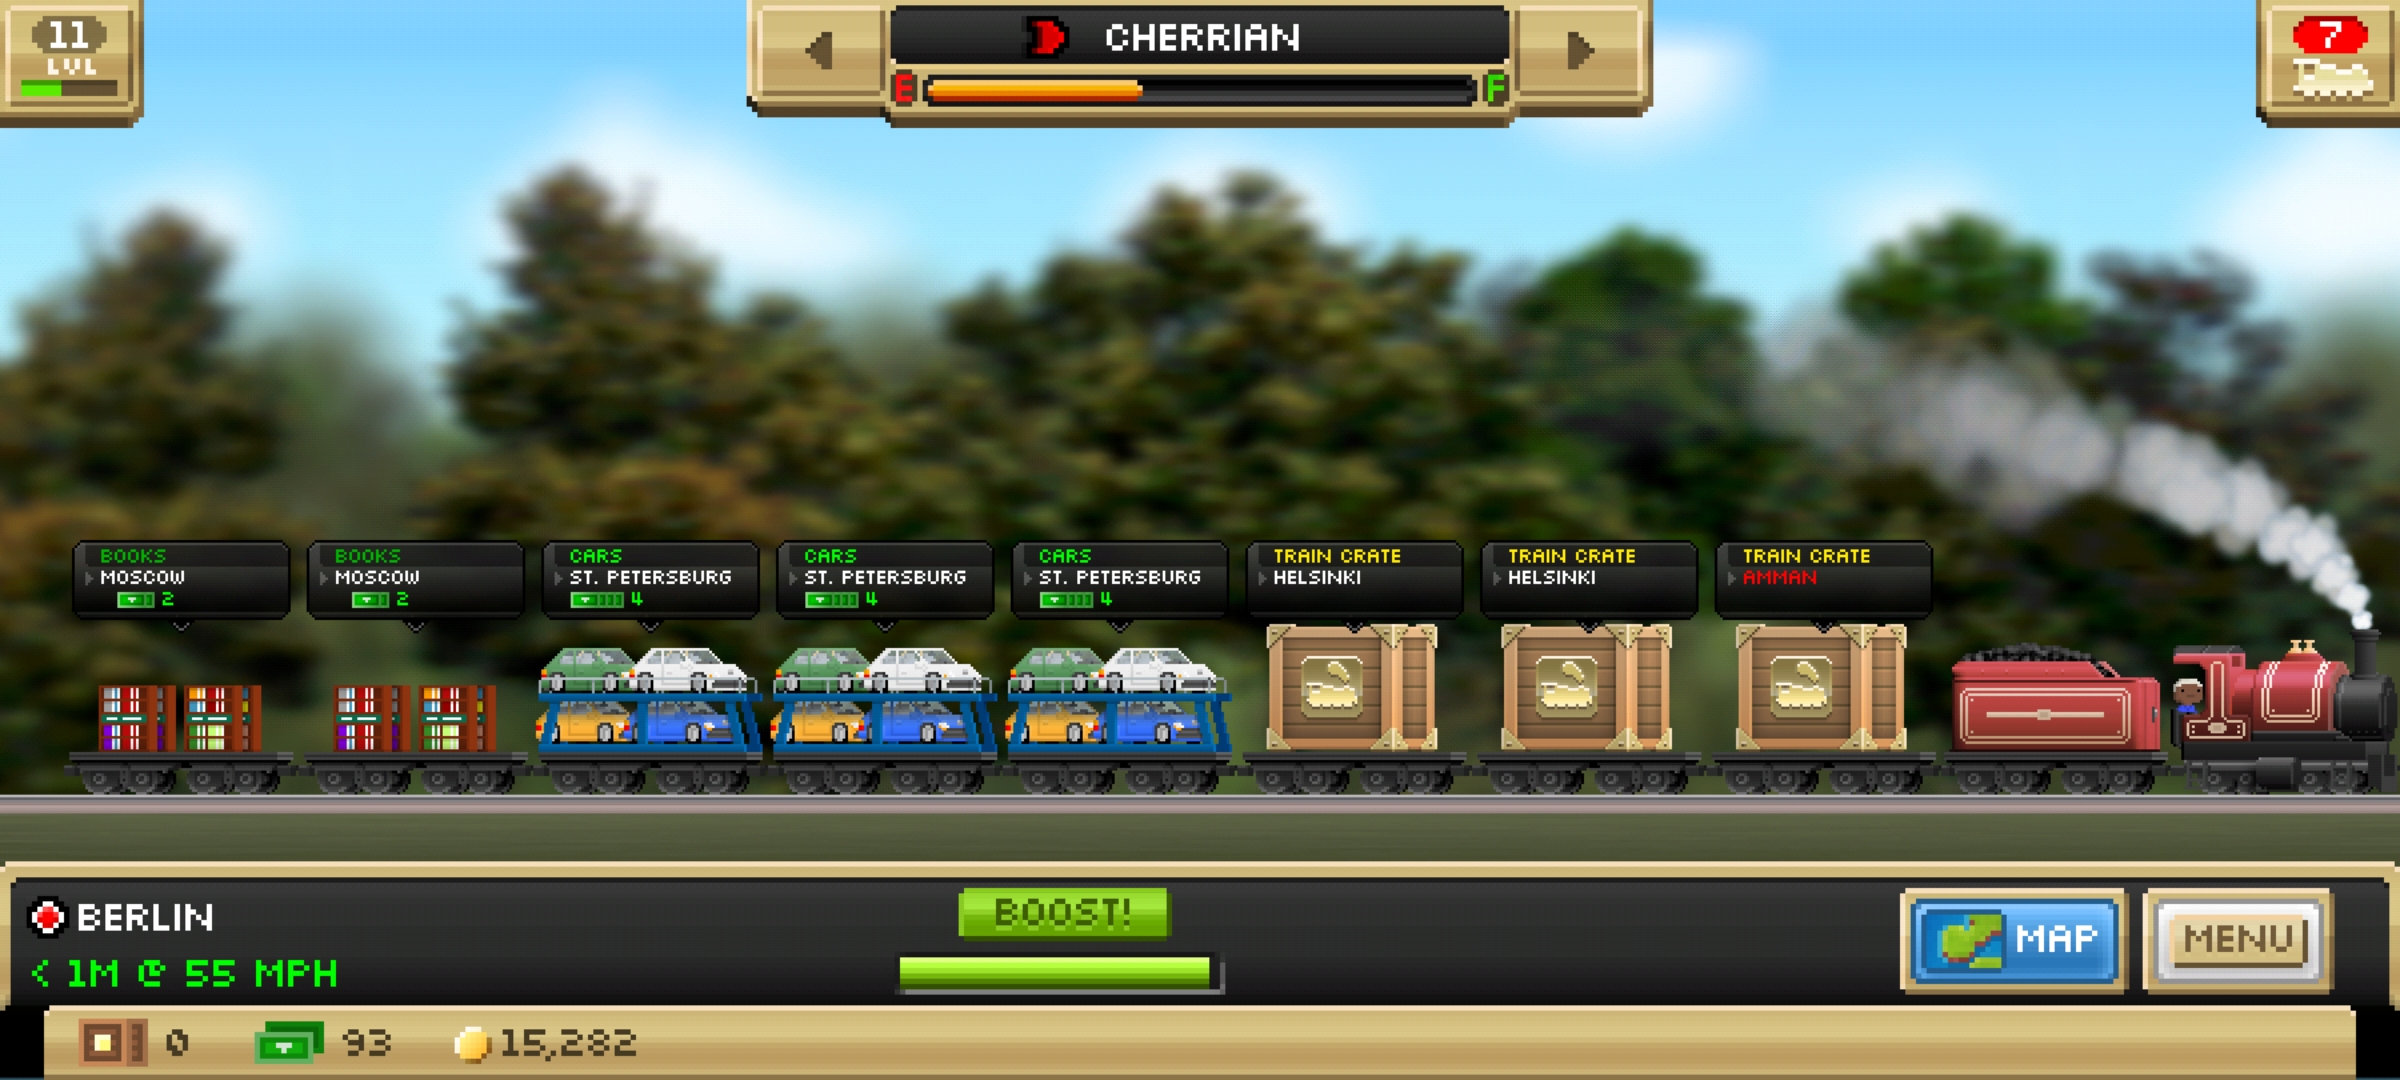 11
LVL
CHERRIAN
E
F
7
BOOKS
MOSCOW
2
BOOKS
MOSCOW
2
CARS
ST. PETERSBURG
4
CARS
ST. PETERSBURG
4
CARS
ST. PETERSBURG
4
TRAIN CRATE
HELSINKI
TRAIN CRATE
HELSINKI
TRAIN CRATE
AMMAN
BERLIN
< 1M @ 55 MPH
BOOST!
MAP
MENU
0
93
15,282